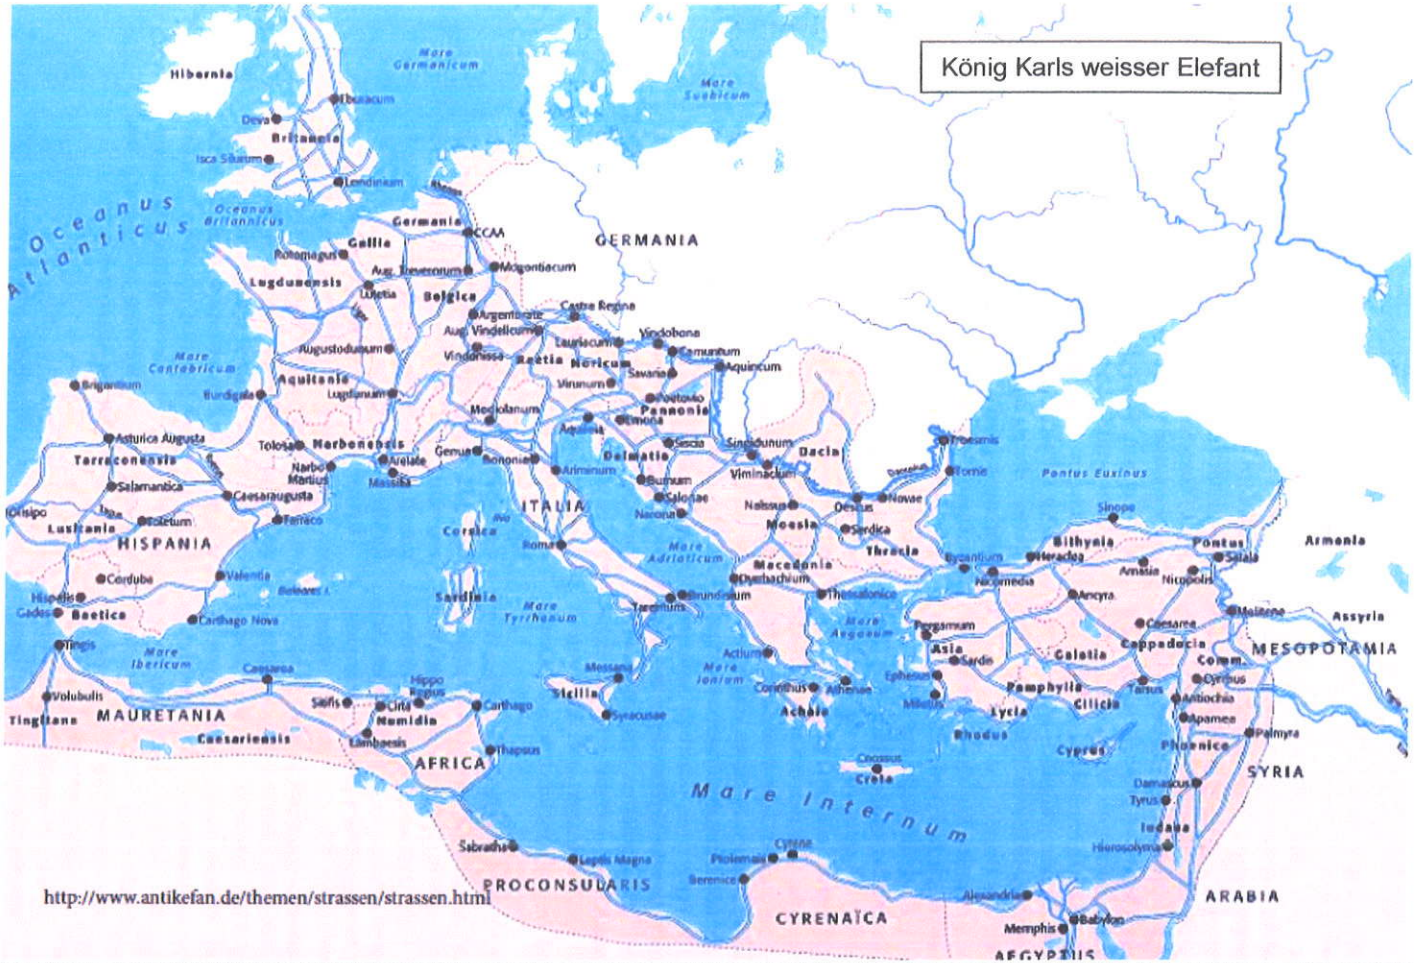 König Karls weisser Elefant
Mare
Germanicum
Mare
Suebicum
Hibernia
Eburacum
Deva
Britannia
Isca Silurum
Londinium
Oceanus
Atlanticus
Oceanus
Britannicus
Rhenus
Germania
CCAA
GERMANIA
Gallia
Rotomagus
Aug. Treverorum
Mogontiacum
Lugdunensis
Lutetia
Belgica
Castra Regina
Argentorate
Aug. Vindelicum
Lauriacum
Vindobona
Carnuntum
Augustodunum
Vindonissa
Raetia
Noricum
Savaria
Aquincum
Mare
Cantabricum
Brigantium
Burdigala
Aquitania
Lugdunum
Virunum
Poetovio
Pannonia
Mediolanum
Aquileia
Emona
Asturica Augusta
Tarraconensis
Tolosa
Narbonensis
Genua
Bononia
Siscia
Singidunum
Dacia
Troesmis
Narbo
Martius
Arelate
Massilia
Ariminum
Dalmatia
Viminacium
Danuvius
Tomis
Pontus Euxinus
Salamantica
Caesaraugusta
Burnum
Salonae
Narona
Naissus
Oescus
Novae
Sinope
Olisipo
Lusitania
Toletum
Tarraco
HISPANIA
Corsica
ITALIA
Roma
Moesia
Serdica
Thracia
Bithynia
Pontus
Armenia
Mare
Adriaticum
Macedonia
Byzantium
Heraclea
Amasia
Satala
Nicopolis
Nicomedia
Corduba
Valentia
Baleares I.
Sardinia
Dyrrhachium
Thessalonice
Ancyra
Hispalis
Gades
Baetica
Carthago Nova
Mare
Tyrrhenum
Tarentum
Brundisium
Mare
Aegaeum
Pergamum
Caesarea
Melitene
Assyria
MESOPOTAMIA
Tingis
Mare
Ibericum
Actium
Asia
Sardis
Galatia
Cappadocia
Comm.
Caesarea
Hippo
Regius
Messana
Mare
Ionium
Ephesus
Cyrrhus
Volubulis
Sitifis
Cirta
Carthago
Sicilia
Corinthus
Athenae
Miletus
Pamphylia
Tarsus
Antiochia
Tingitana
MAURETANIA
Numidia
Syracusae
Achaia
Lycia
Cilicia
Apamea
Caesariensis
Lambaesis
Rhodus
Cyprus
Phoenice
Palmyra
Thapsus
AFRICA
Cnossus
Creta
SYRIA
Mare Internum
Damascus
Tyrus
Iudaea
Sabratha
Leptis Magna
Ptolemais
Cyrene
Hierosolyma
PROCONSULARIS
Berenice
Alexandria
ARABIA
http://www.antikefan.de/themen/strassen/strassen.html
CYRENAÏCA
Memphis
Babylon
AEGYPTUS